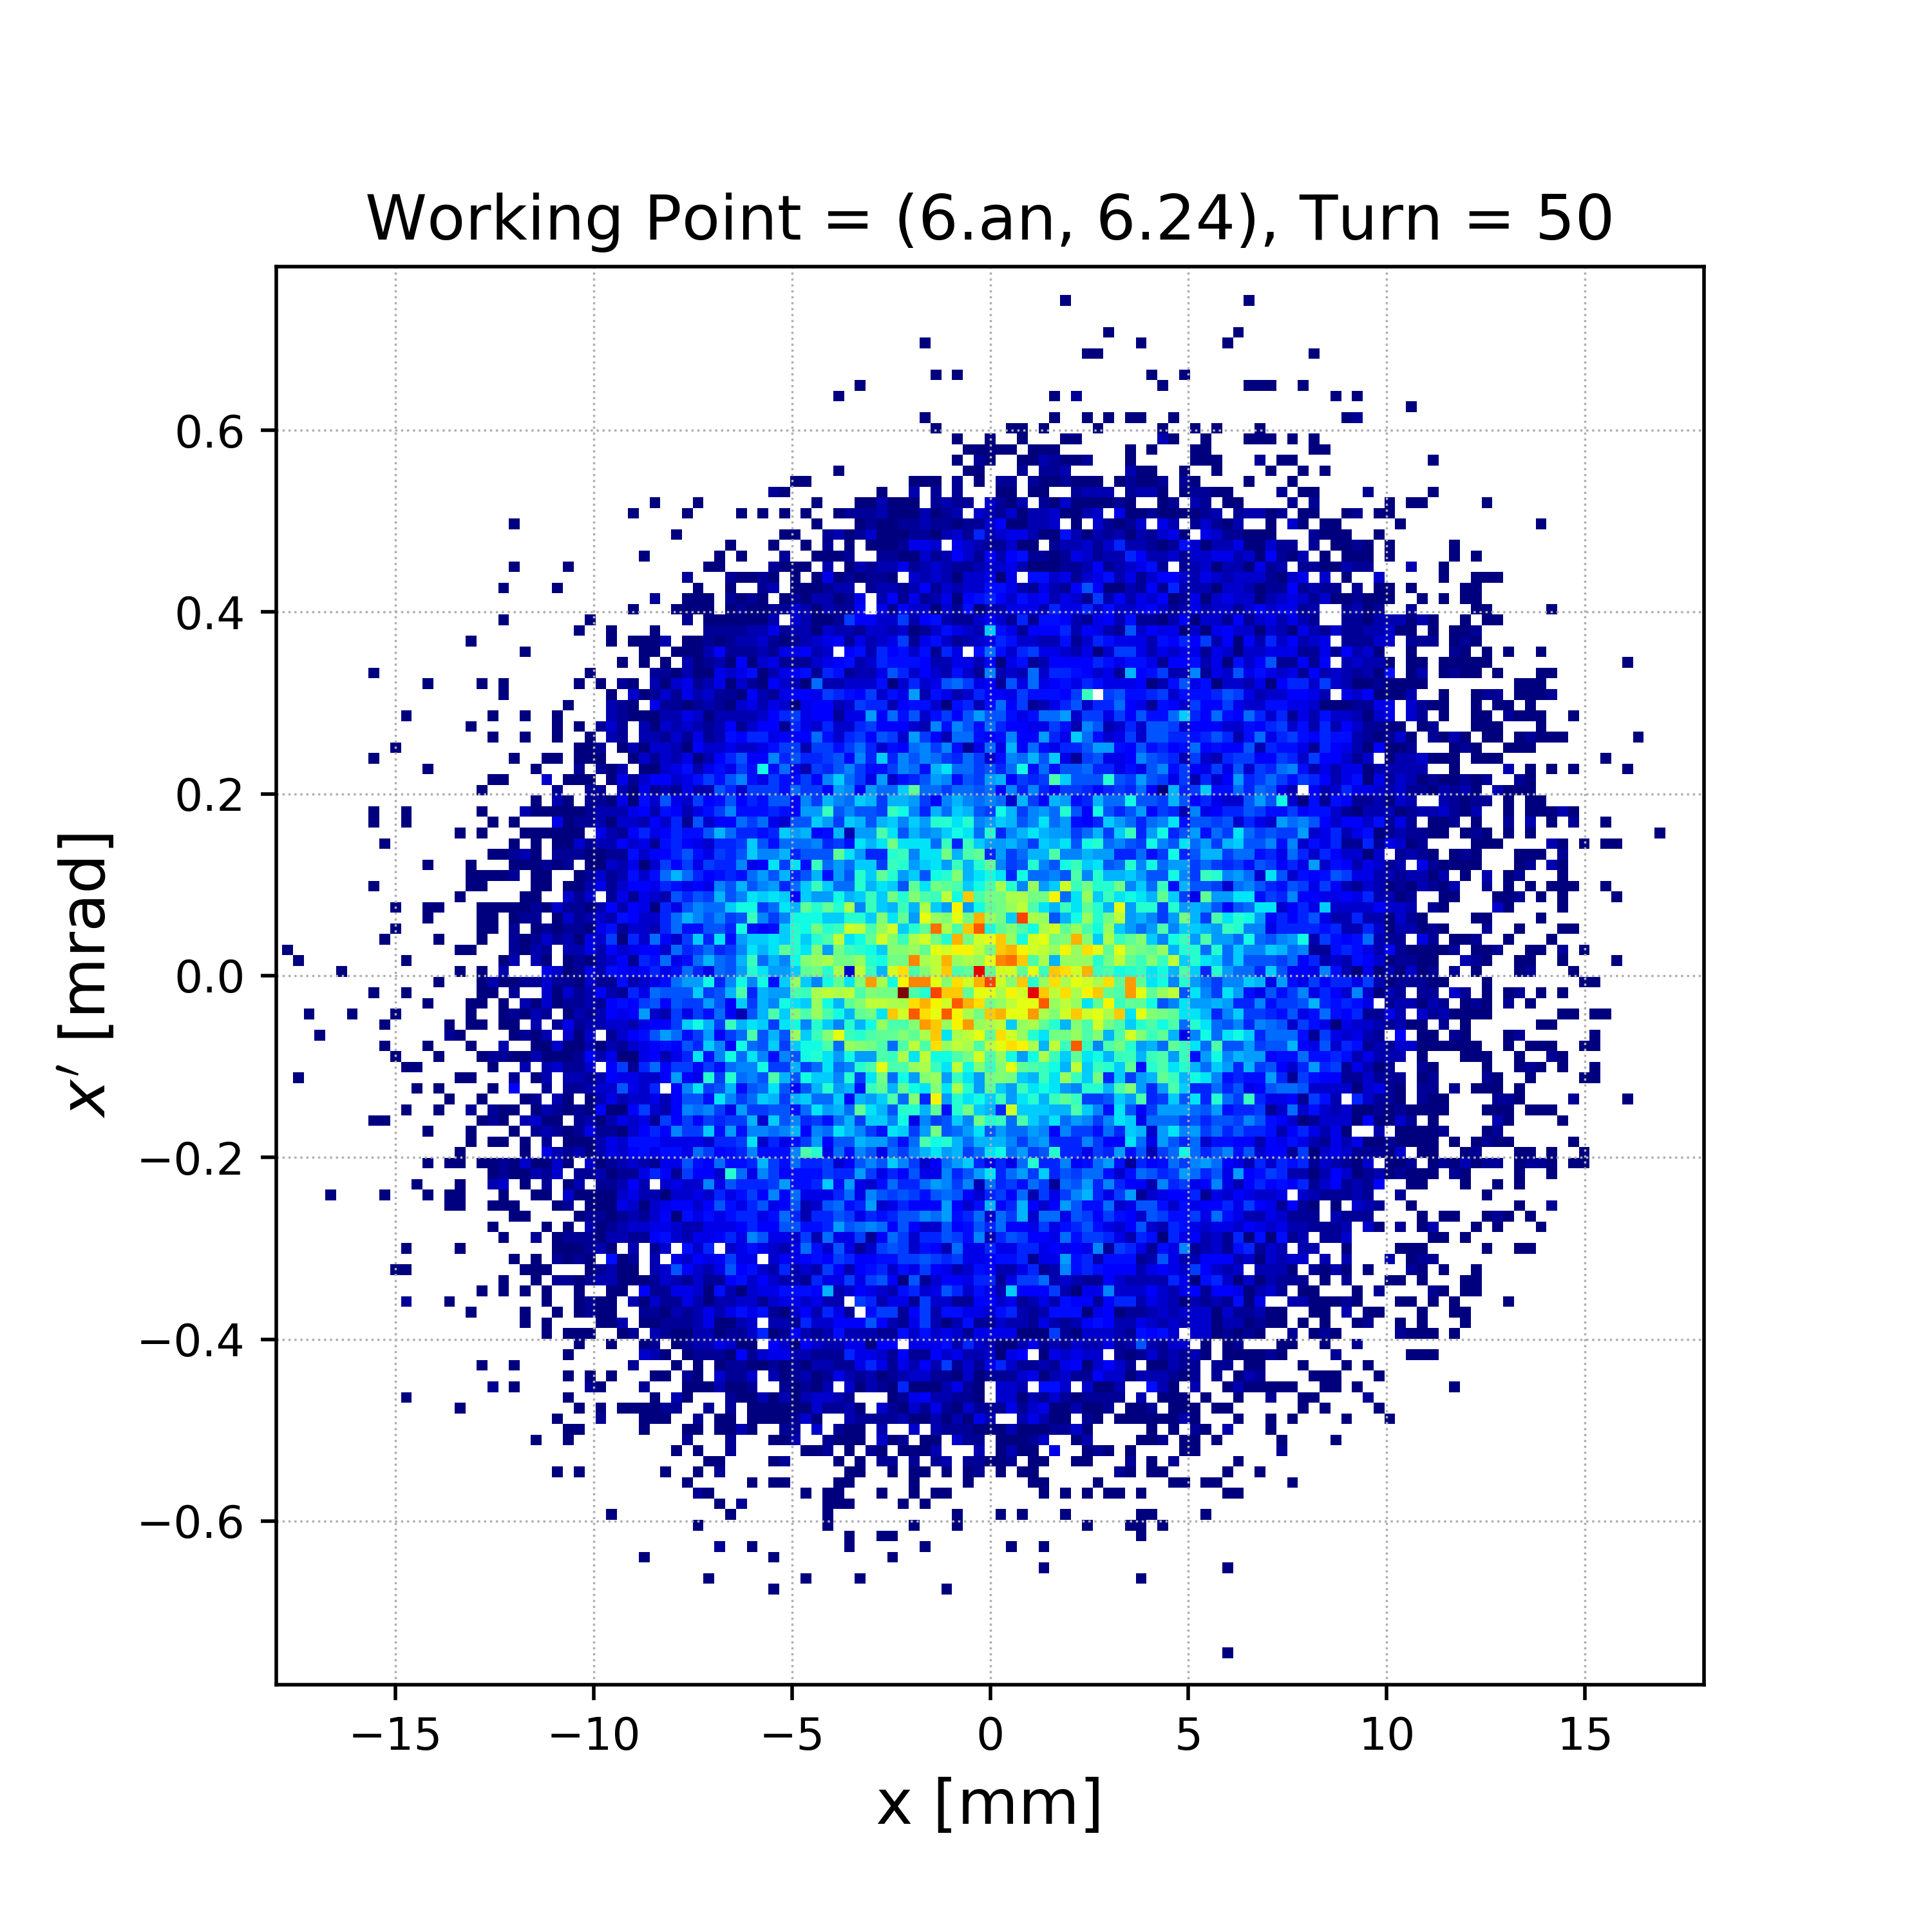 Working Point = (6.an, 6.24), Turn = 50
0.6
0.4
0.2
0.0
−0.2
−0.4
−0.6
x′ [mrad]
−15 −10 −5 0 5 10 15
x [mm]